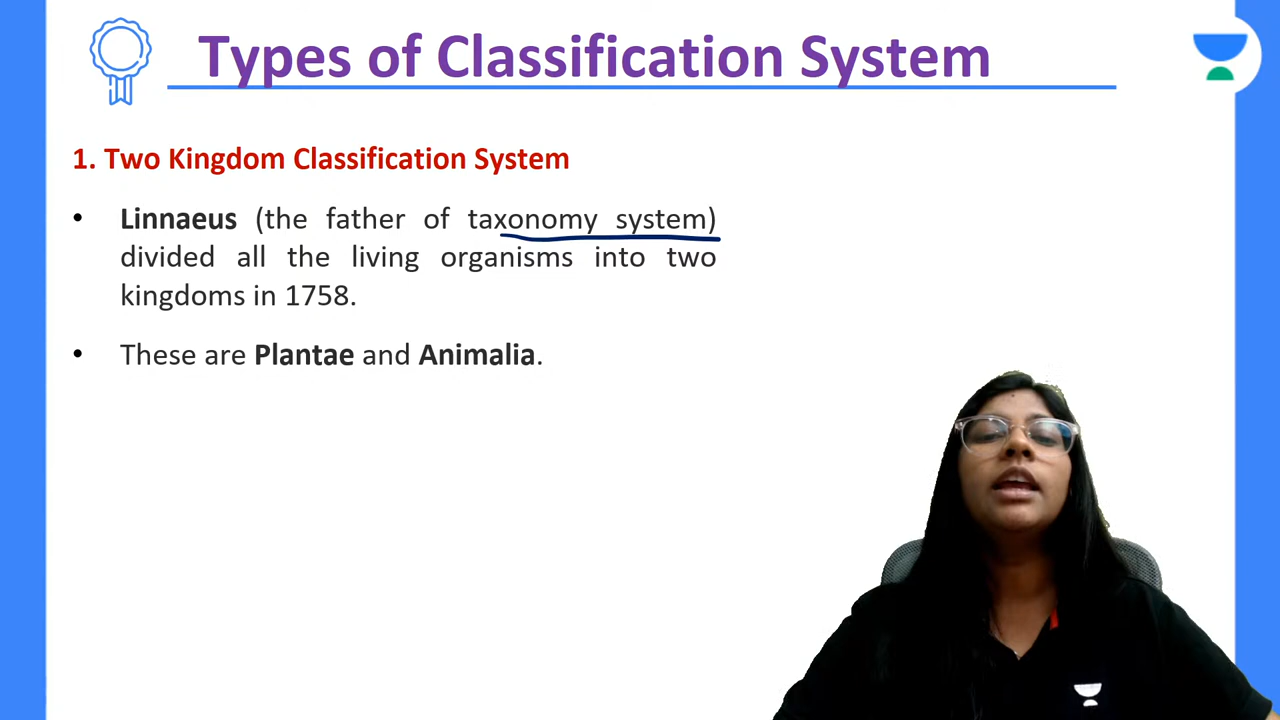 Types of Classification System
1. Two Kingdom Classification System
• Linnaeus (the father of taxonomy system)
divided all the living organisms into two
kingdoms in 1758.
• These are Plantae and Animalia.